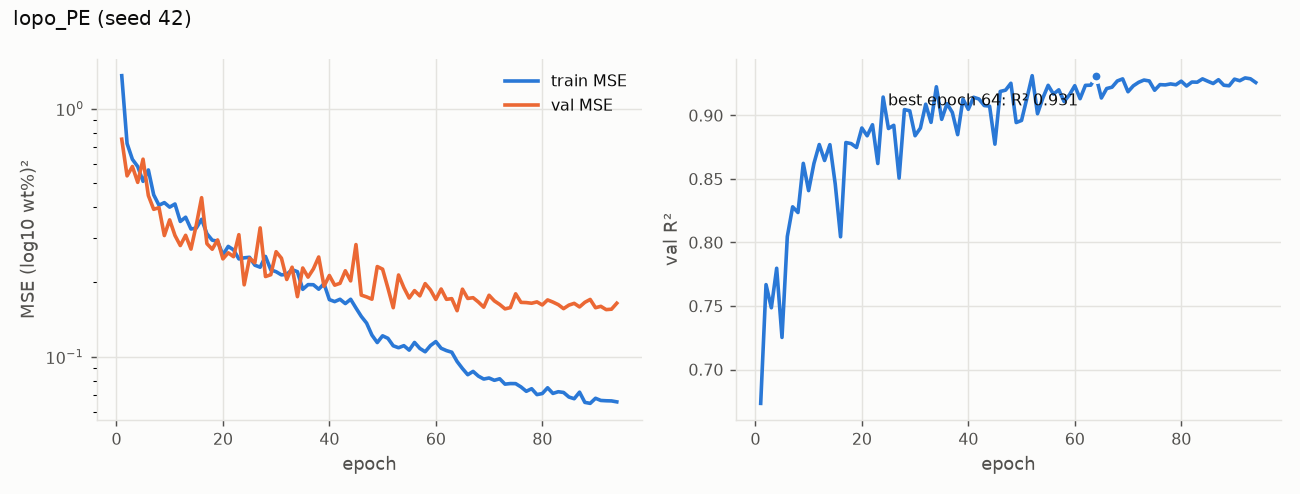 lopo_PE (seed 42)
train MSE
val MSE
MSE (log10 wt%)²
10⁰
10⁻¹
0 20 40 60 80
epoch
best epoch 64: R² 0.931
val R²
0.90
0.85
0.80
0.75
0.70
0 20 40 60 80
epoch